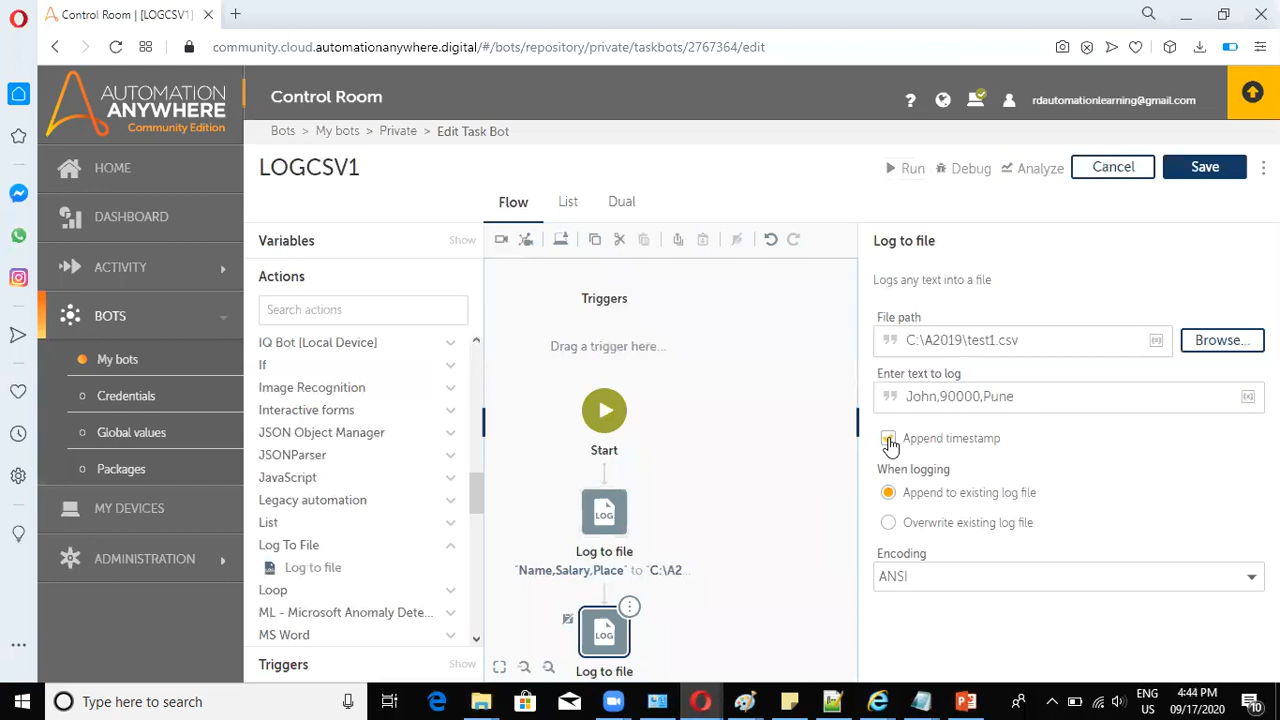 Control Room | [LOGCSV1]
community.cloud.automationanywhere.digital/#/bots/repository/private/taskbots/2767364/edit
AUTOMATION
ANYWHERE
Community Edition
Control Room
rdautomationlearning@gmail.com
Bots > My bots > Private > Edit Task Bot
LOGCSV1
Run
Debug
Analyze
Cancel
Save
HOME
DASHBOARD
ACTIVITY
BOTS
My bots
Credentials
Global values
Packages
MY DEVICES
ADMINISTRATION
Flow
List
Dual
Variables
Show
Actions
Search actions
IQ Bot [Local Device]
If
Image Recognition
Interactive forms
JSON Object Manager
JSONParser
JavaScript
Legacy automation
List
Log To File
Log to file
Loop
ML - Microsoft Anomaly Dete...
MS Word
Triggers
Show
Triggers
Drag a trigger here...
Start
LOG
Log to file
"Name,Salary,Place" to "C:\A2...
LOG
Log to file
Log to file
Logs any text into a file
File path
C:\A2019\test1.csv
Browse...
Enter text to log
John,90000,Pune
Append timestamp
When logging
Append to existing log file
Overwrite existing log file
Encoding
ANSI
Type here to search
ENG
US
4:44 PM
09/17/2020
10